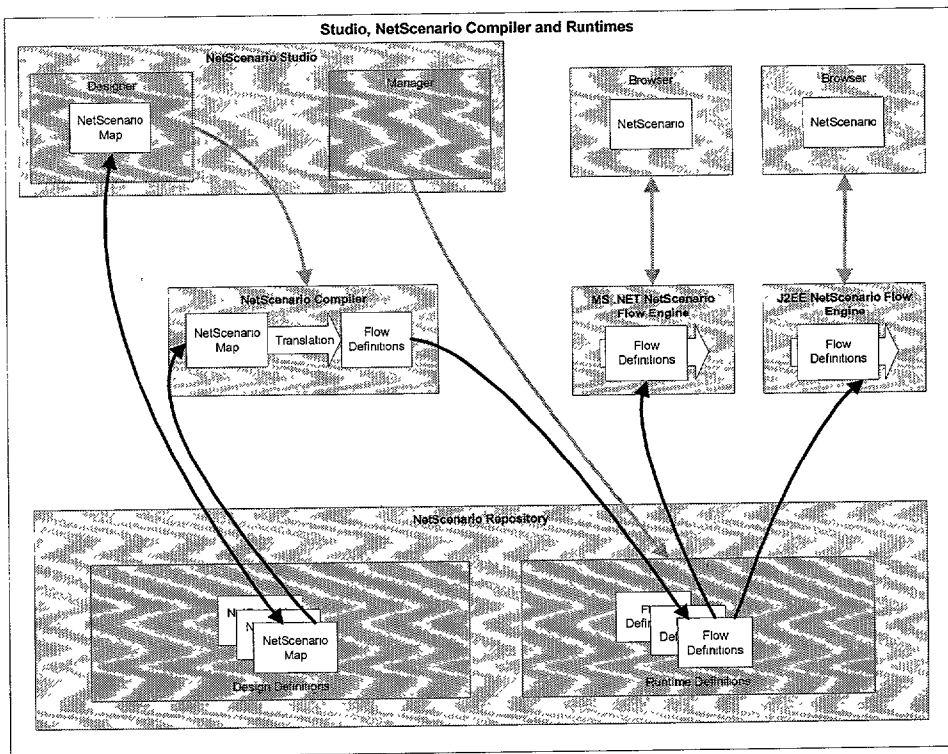 Studio, NetScenario Compiler and Runtimes
NetScenario Studio
Designer
NetScenario
Map
Manager
Browser
NetScenario
Browser
NetScenario
NetScenario Compiler
NetScenario
Map
Translation
Flow
Definitions
MS .NET NetScenario
Flow Engine
Flow
Definitions
J2EE NetScenario Flow
Engine
Flow
Definitions
NetScenario Repository
NetScenario
Map
Design Definitions
Flow
Definitions
Runtime Definitions